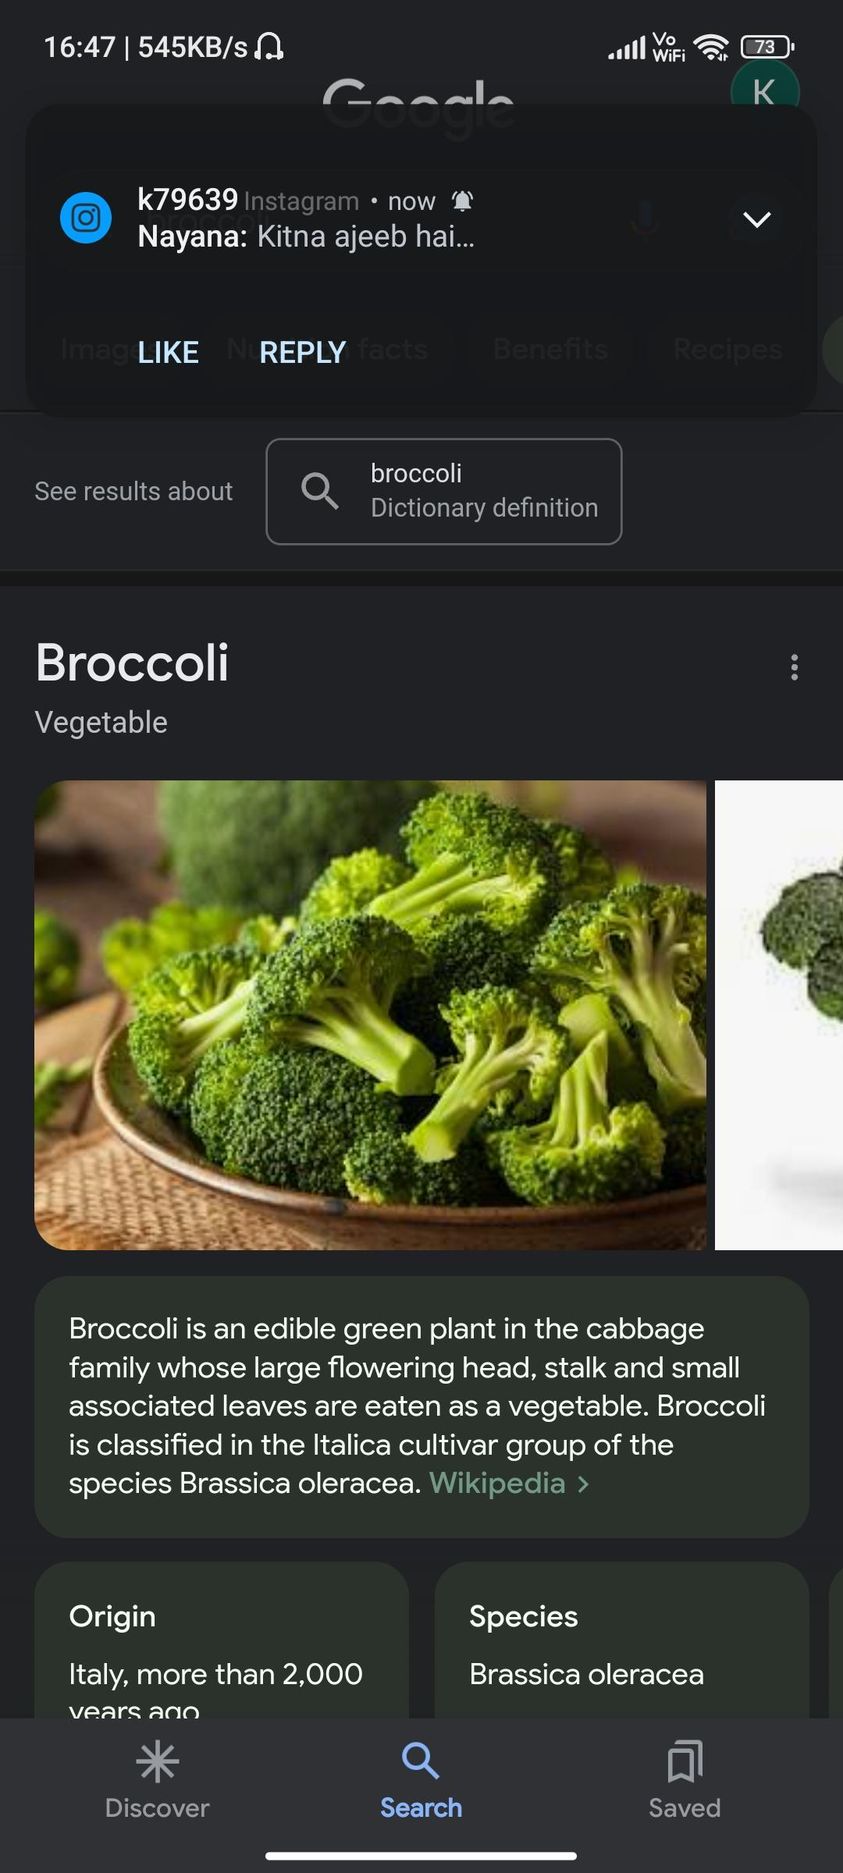 16:47 | 545KB/s
Vo
WiFi
73
Google
K
k79639 Instagram • now
Nayana: Kitna ajeeb hai...
broccoli
LIKE REPLY
Images Nutrition facts Benefits Recipes
See results about
broccoli
Dictionary definition
Broccoli
Vegetable
Broccoli is an edible green plant in the cabbage
family whose large flowering head, stalk and small
associated leaves are eaten as a vegetable. Broccoli
is classified in the Italica cultivar group of the
species Brassica oleracea. Wikipedia >
Origin
Italy, more than 2,000
years ago
Species
Brassica oleracea
Discover
Search
Saved